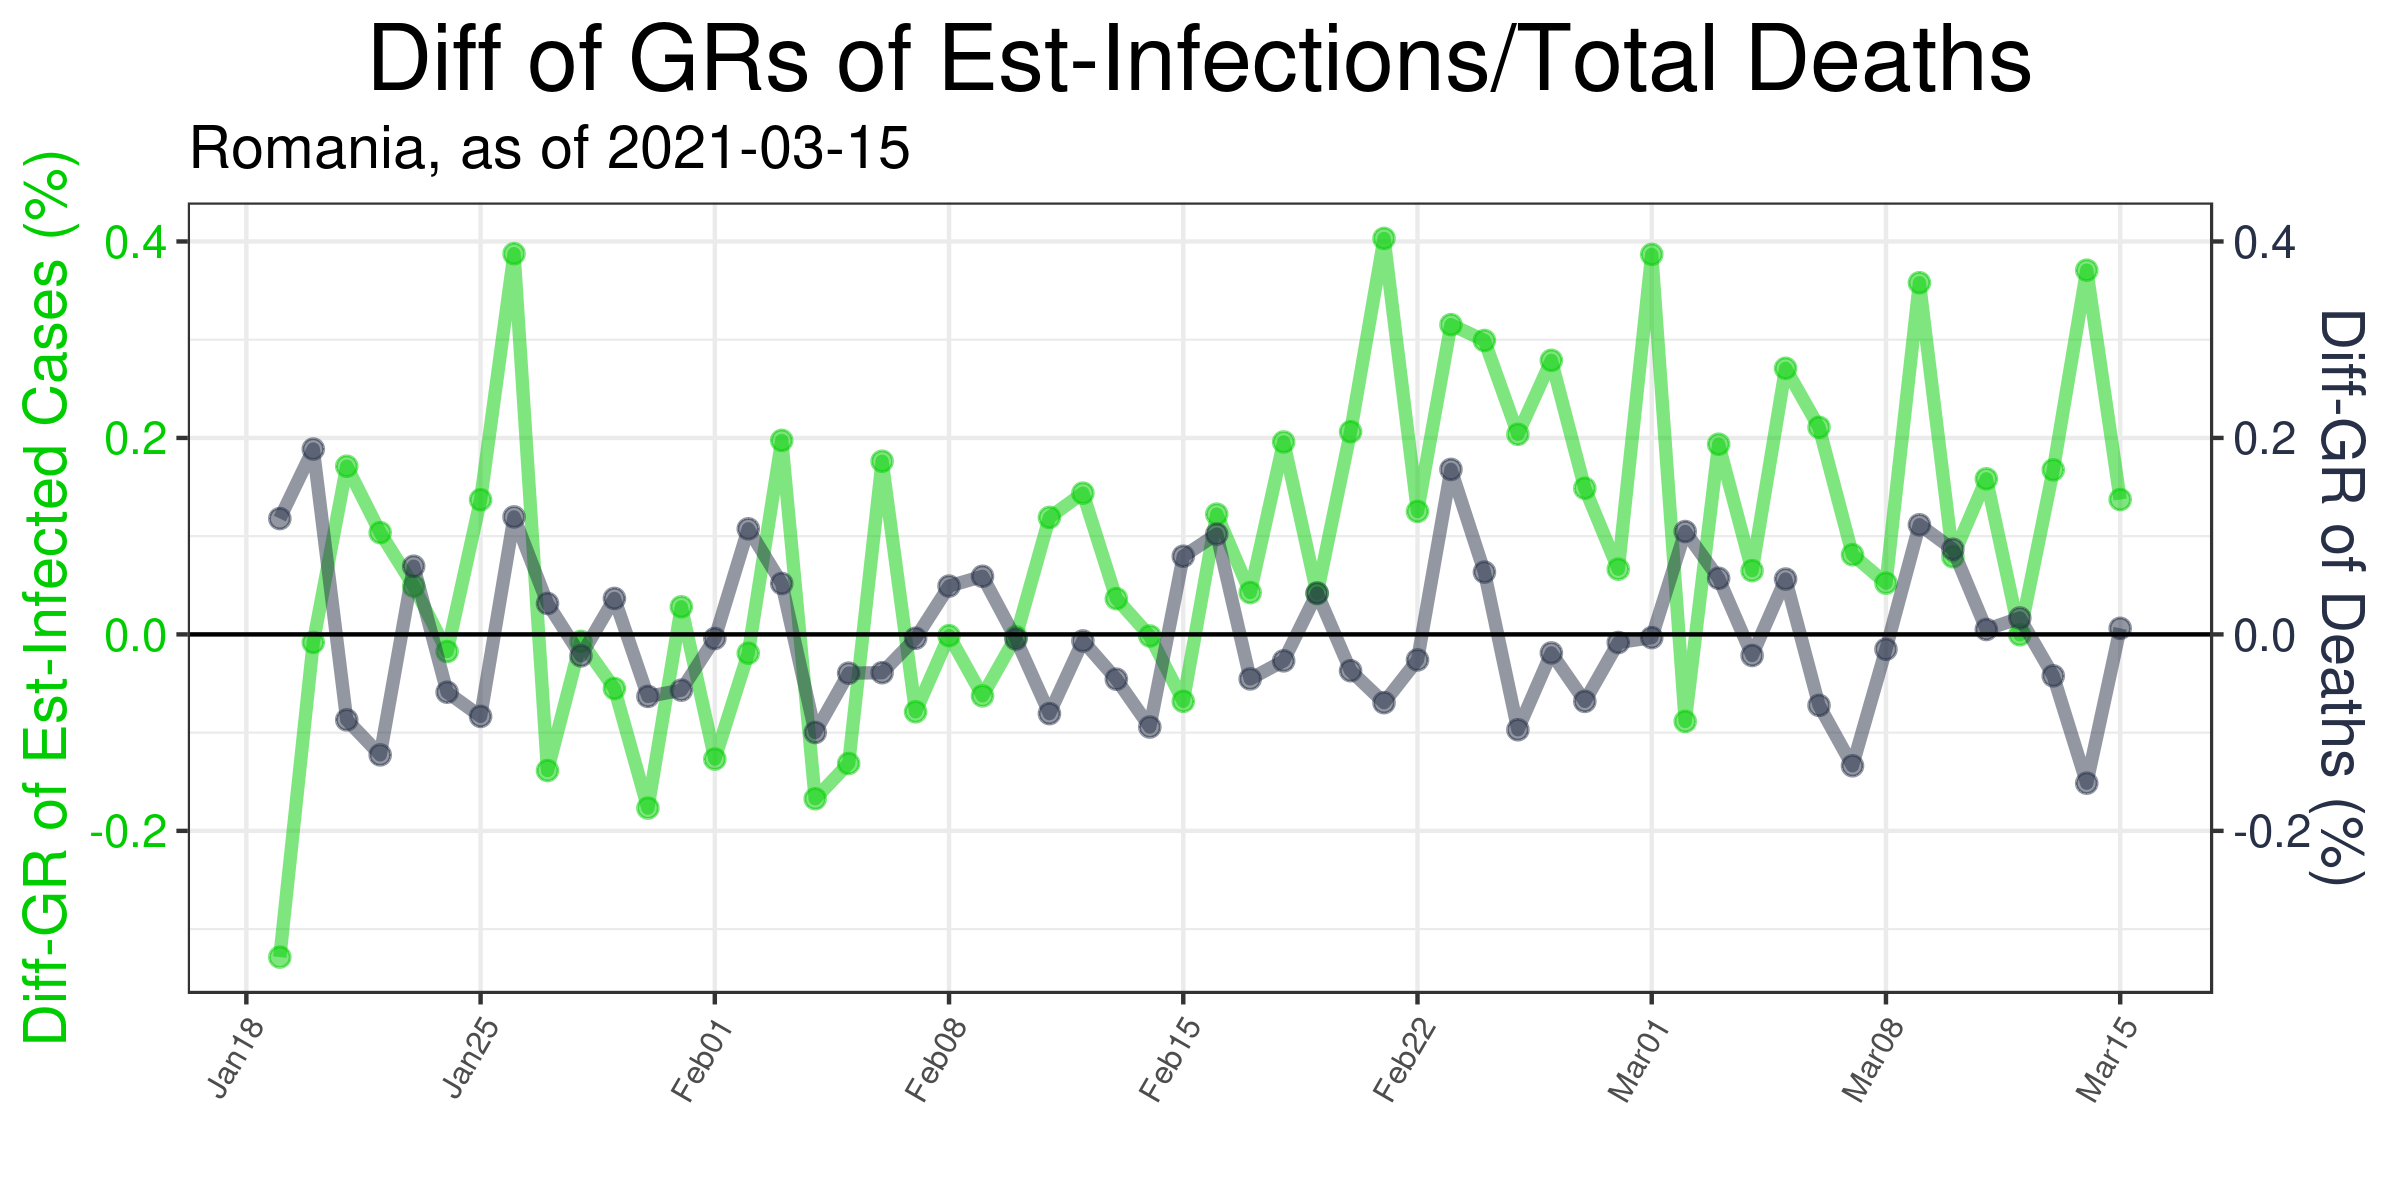 Diff of GRs of Est-Infections/Total Deaths
Romania, as of 2021-03-15
Diff-GR of Est-Infected Cases (%)
0.4
0.2
0.0
-0.2
0.4
0.2
0.0
-0.2
Diff-GR of Deaths (%)
Jan18
Jan25
Feb01
Feb08
Feb15
Feb22
Mar01
Mar08
Mar15